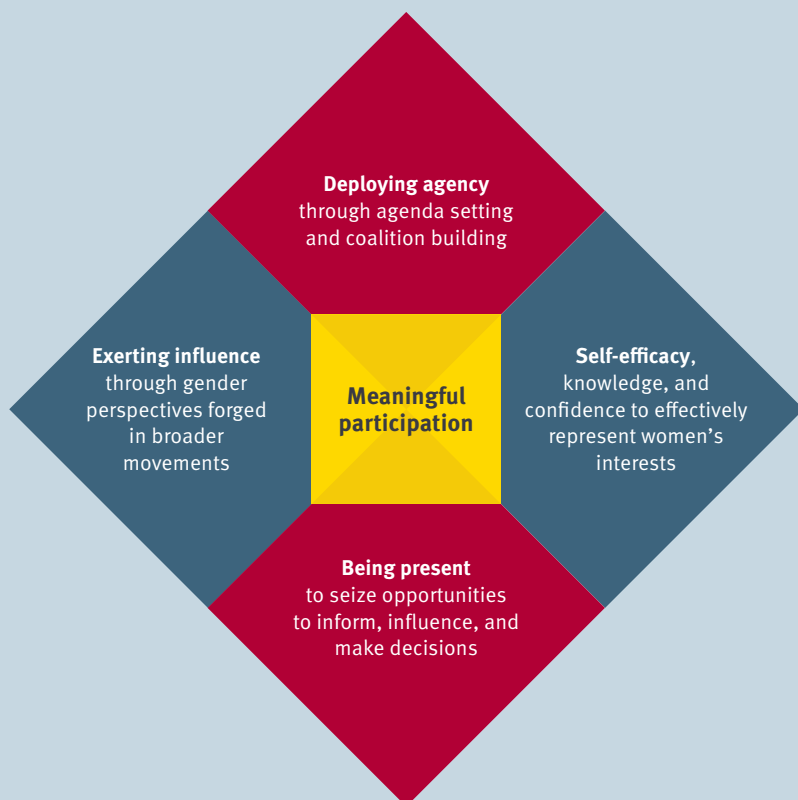 Deploying agency
through agenda setting
and coalition building
Exerting influence
through gender
perspectives forged
in broader
movements
Meaningful
participation
Self-efficacy,
knowledge, and
confidence to effectively
represent women’s
interests
Being present
to seize opportunities
to inform, influence, and
make decisions